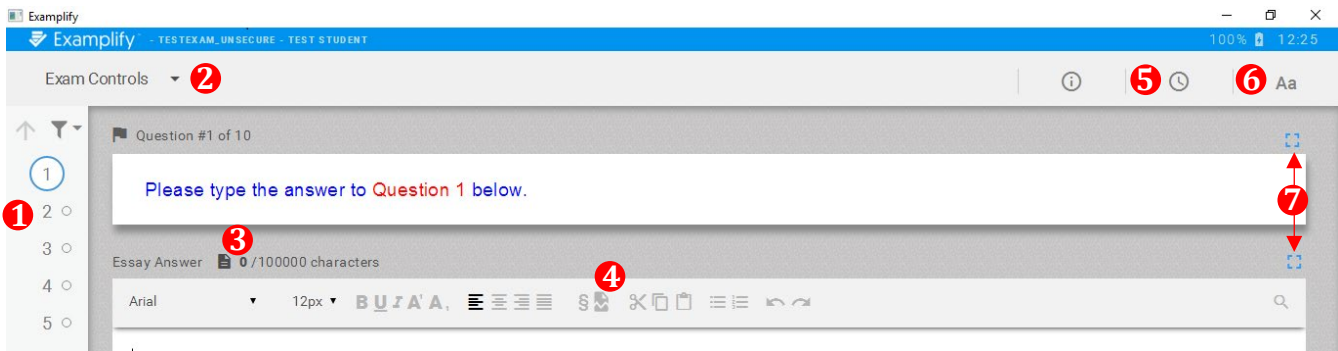 Examplify
Examplify - TESTEXAM_UNSECURE - TEST STUDENT 100% 12:25
Exam Controls 2 5 6 Aa
Question #1 of 10
1
Please type the answer to Question 1 below.
1 2 7
3 3
Essay Answer 0/100000 characters
4 4
Arial 12px B U I A' A, §
5